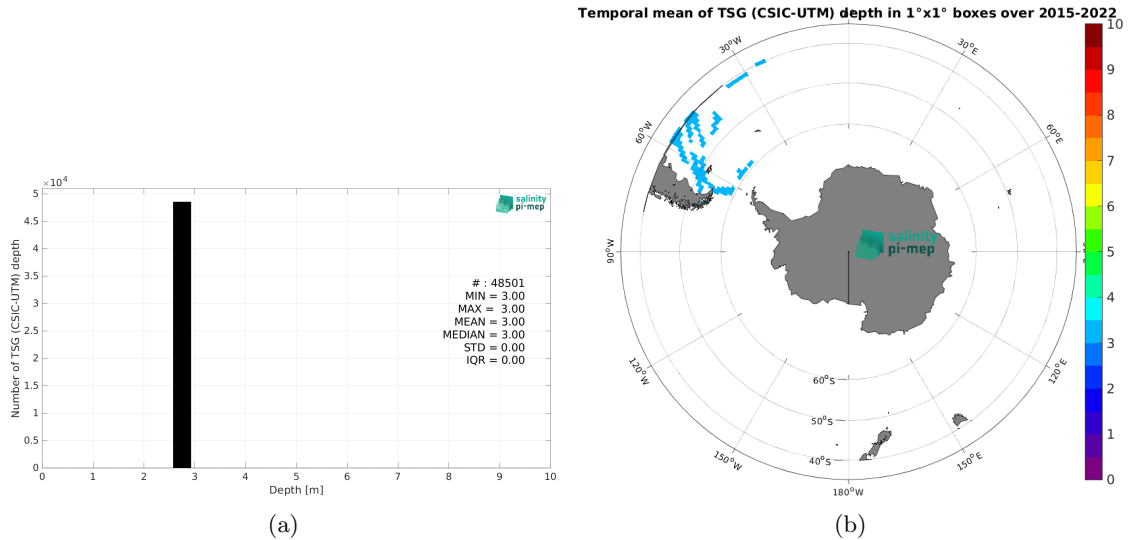 ×10⁴
5
4.5
4
3.5
3
2.5
2
1.5
1
0.5
0
Number of TSG (CSIC-UTM) depth
salinity
pi-mep
# : 48501
MIN = 3.00
MAX = 3.00
MEAN = 3.00
MEDIAN = 3.00
STD = 0.00
IQR = 0.00
0 1 2 3 4 5 6 7 8 9 10
Depth [m]
(a)
Temporal mean of TSG (CSIC-UTM) depth in 1°x1° boxes over 2015-2022
30°W
30°E
60°W
60°E
90°W
salinity
pi-mep
120°W
120°E
150°W
150°E
180°W
60°S
50°S
40°S
10
9
8
7
6
5
4
3
2
1
0
(b)